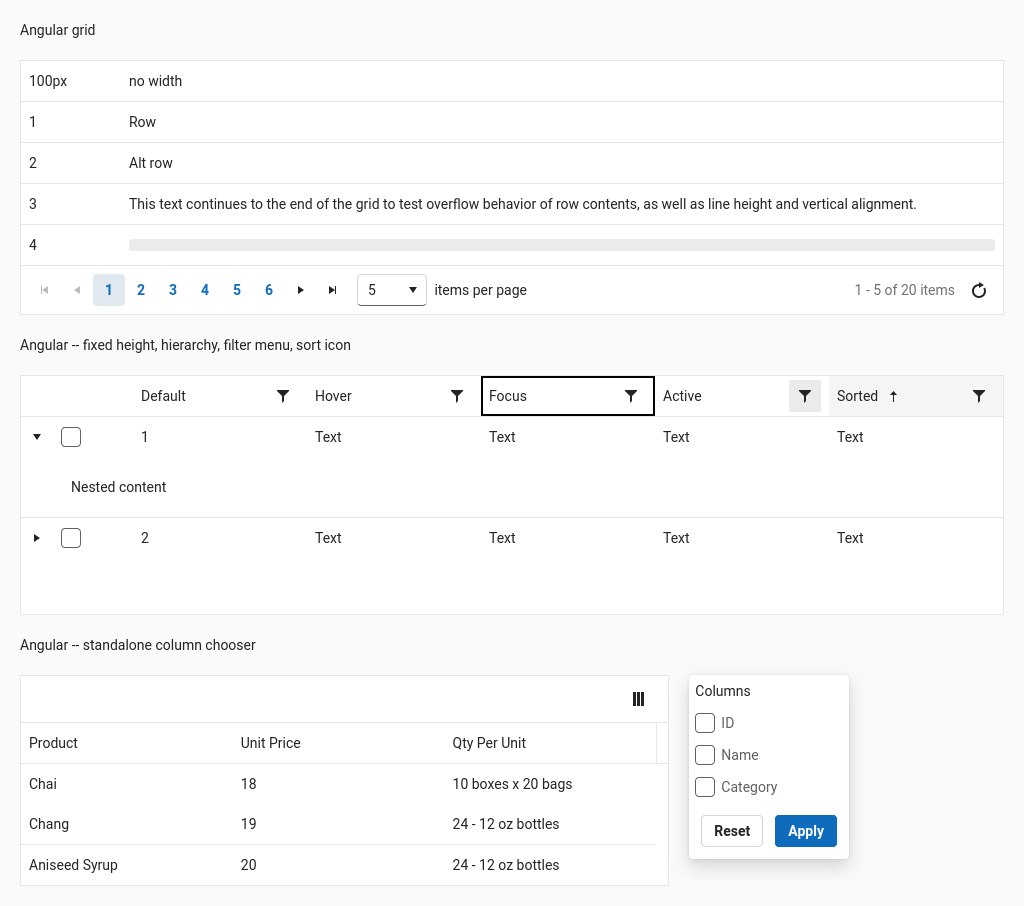 Angular grid
100px no width
1 Row
2 Alt row
3 This text continues to the end of the grid to test overflow behavior of row contents, as well as line height and vertical alignment.
4
1 2 3 4 5 6 5 items per page 1 - 5 of 20 items
Angular -- fixed height, hierarchy, filter menu, sort icon
Default Hover Focus Active Sorted
1 Text Text Text Text
Nested content
2 Text Text Text Text
Angular -- standalone column chooser
Product Unit Price Qty Per Unit
Chai 18 10 boxes x 20 bags
Chang 19 24 - 12 oz bottles
Aniseed Syrup 20 24 - 12 oz bottles
Columns
ID
Name
Category
Reset Apply